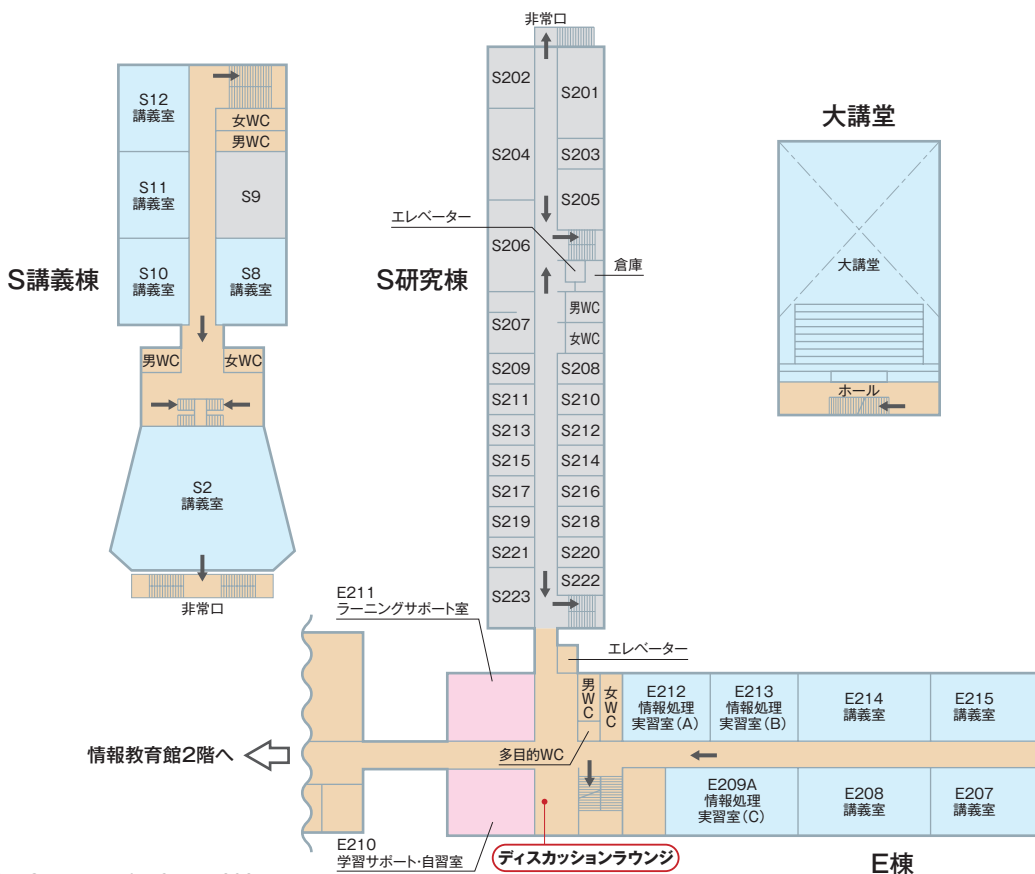 非常口
S12
講義室
女WC
男WC
S11
講義室
S9
S10
講義室
S8
講義室
S講義棟
男WC
女WC
S2
講義室
非常口
S202
S201
S204
S203
S205
エレベーター
S206
倉庫
S研究棟
男WC
S207
女WC
S209
S208
S211
S210
S213
S212
S215
S214
S217
S216
S219
S218
S221
S220
S222
S223
大講堂
大講堂
ホール
E211
ラーニングサポート室
エレベーター
男WC
女WC
E212
情報処理
実習室(A)
E213
情報処理
実習室(B)
E214
講義室
E215
講義室
情報教育館2階へ
多目的WC
E209A
情報処理
実習室(C)
E208
講義室
E207
講義室
E210
学習サポート・自習室
ディスカッションラウンジ
E棟